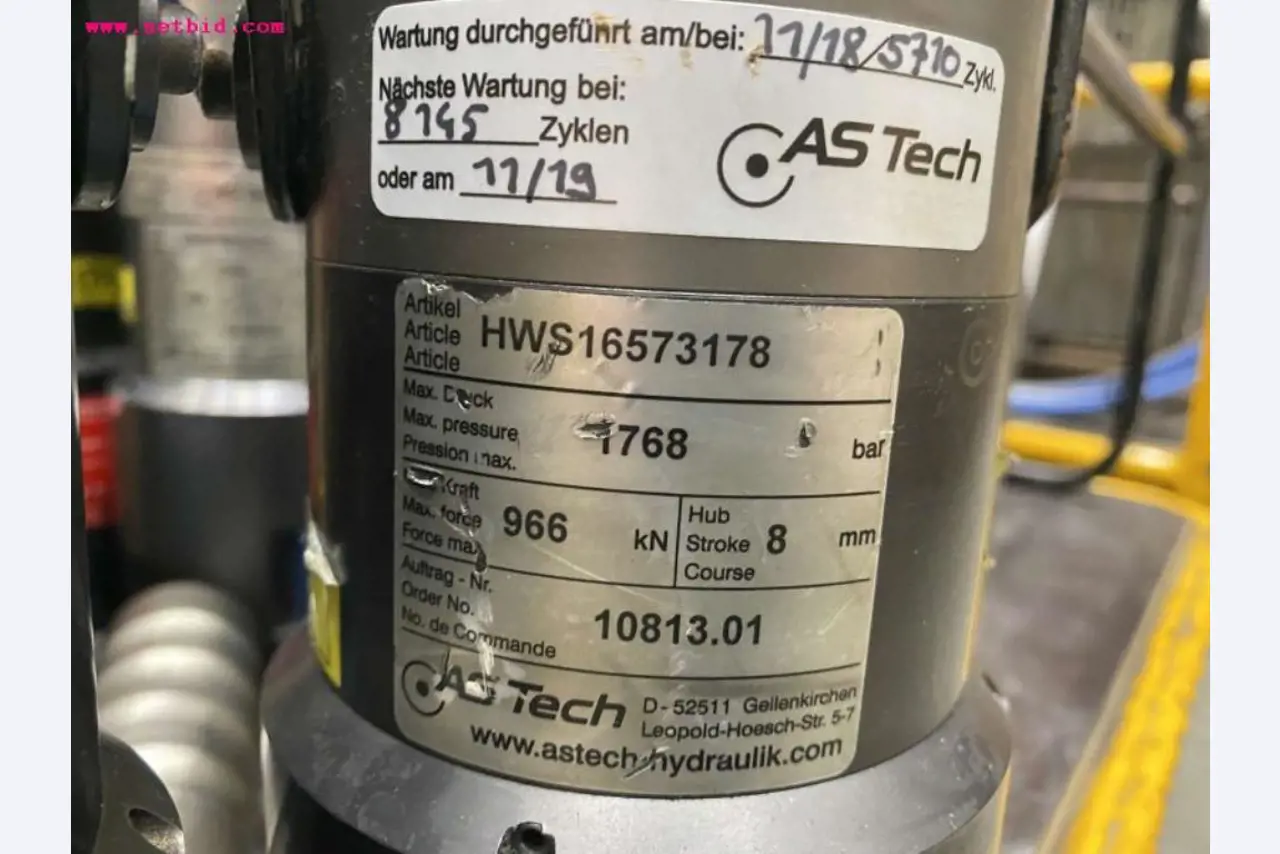 www.netbid.com
Wartung durchgeführt am/bei: 11/18/5710 Zykl.
Nächste Wartung bei:
8145 Zyklen
oder am 11/19
AS Tech
Artikel
Article
Article
HWS16573178
Max. Druck
Max. pressure
Pression max.
1768 bar
Kraft
Max. force
Force max.
966 kN
Hub
Stroke
Course
8 mm
Auftrag - Nr.
Order No.
No. de Commande
10813.01
AS Tech
D - 52511 Geilenkirchen
Leopold-Hoesch-Str. 5-7
www.astech-hydraulik.com